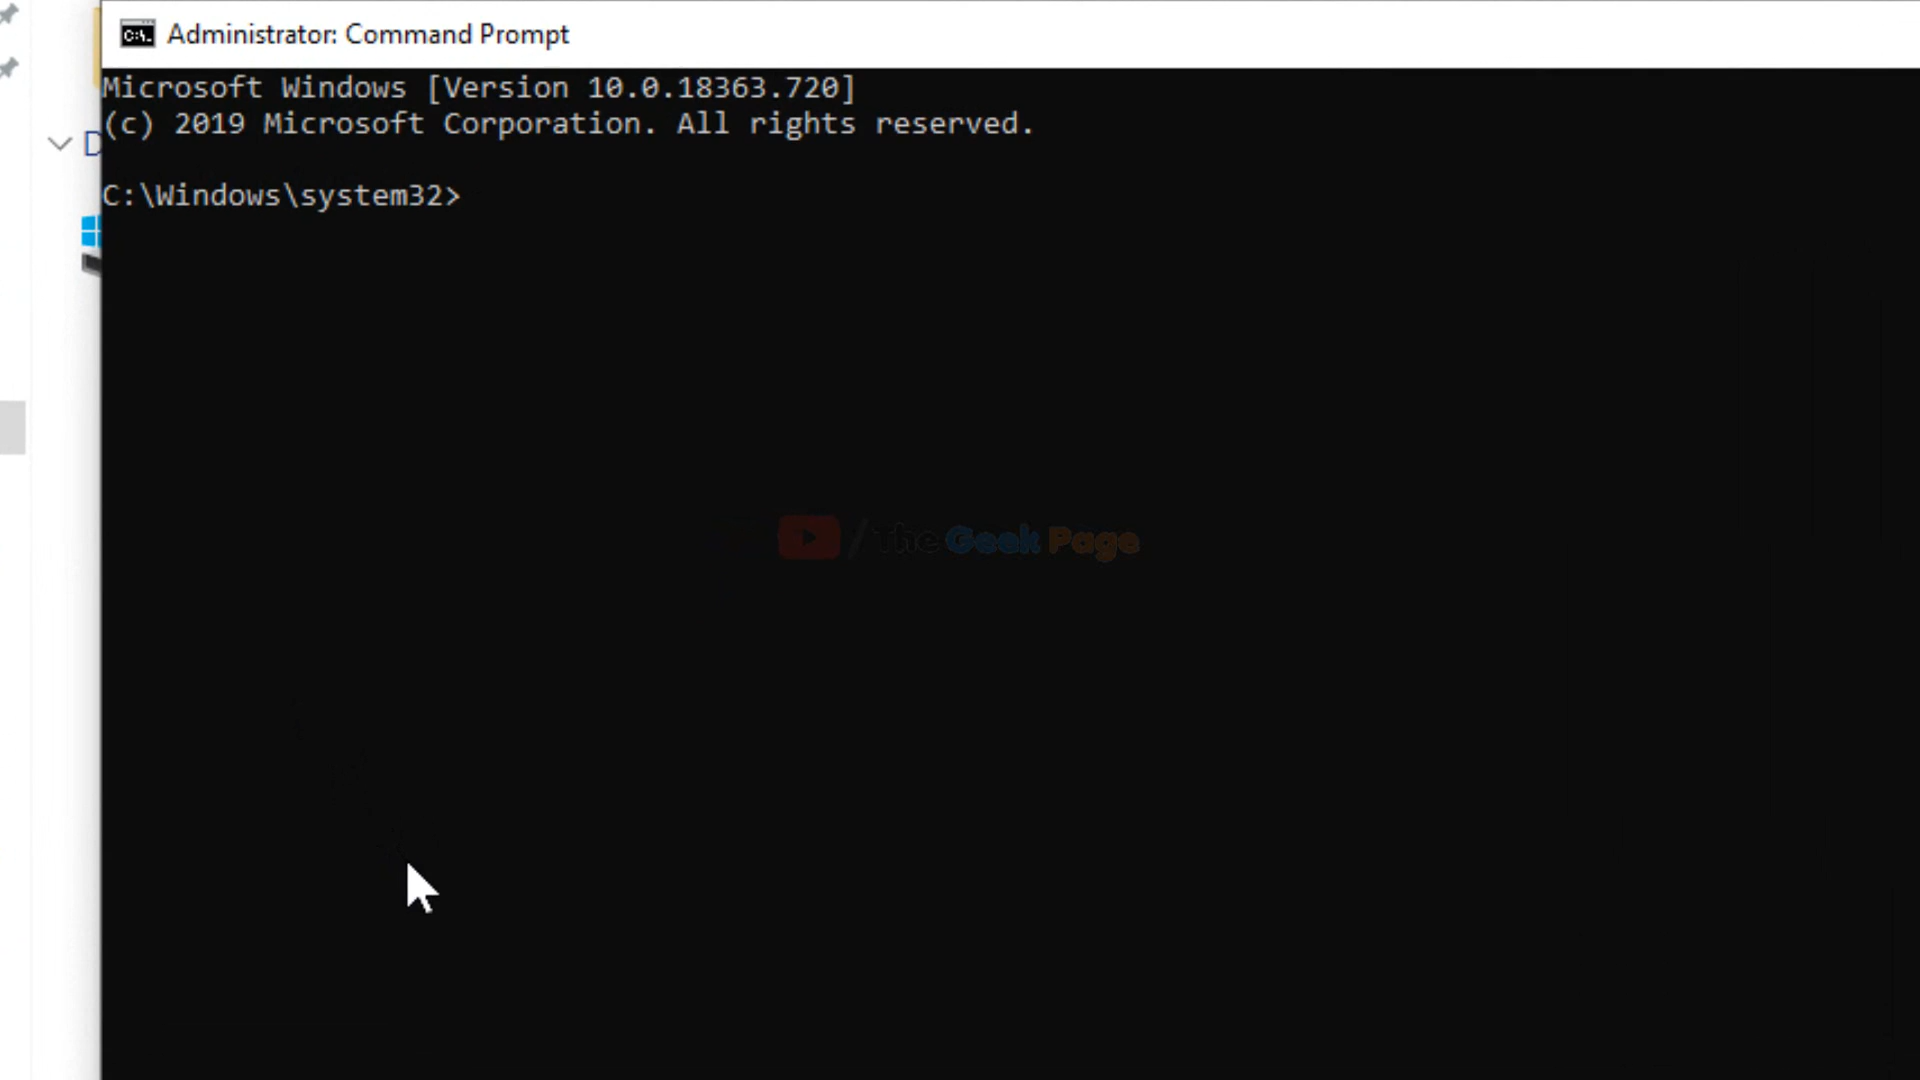 Administrator: Command Prompt
Microsoft Windows [Version 10.0.18363.720]
(c) 2019 Microsoft Corporation. All rights reserved.
D
C:\Windows\system32>
/The Geek Page